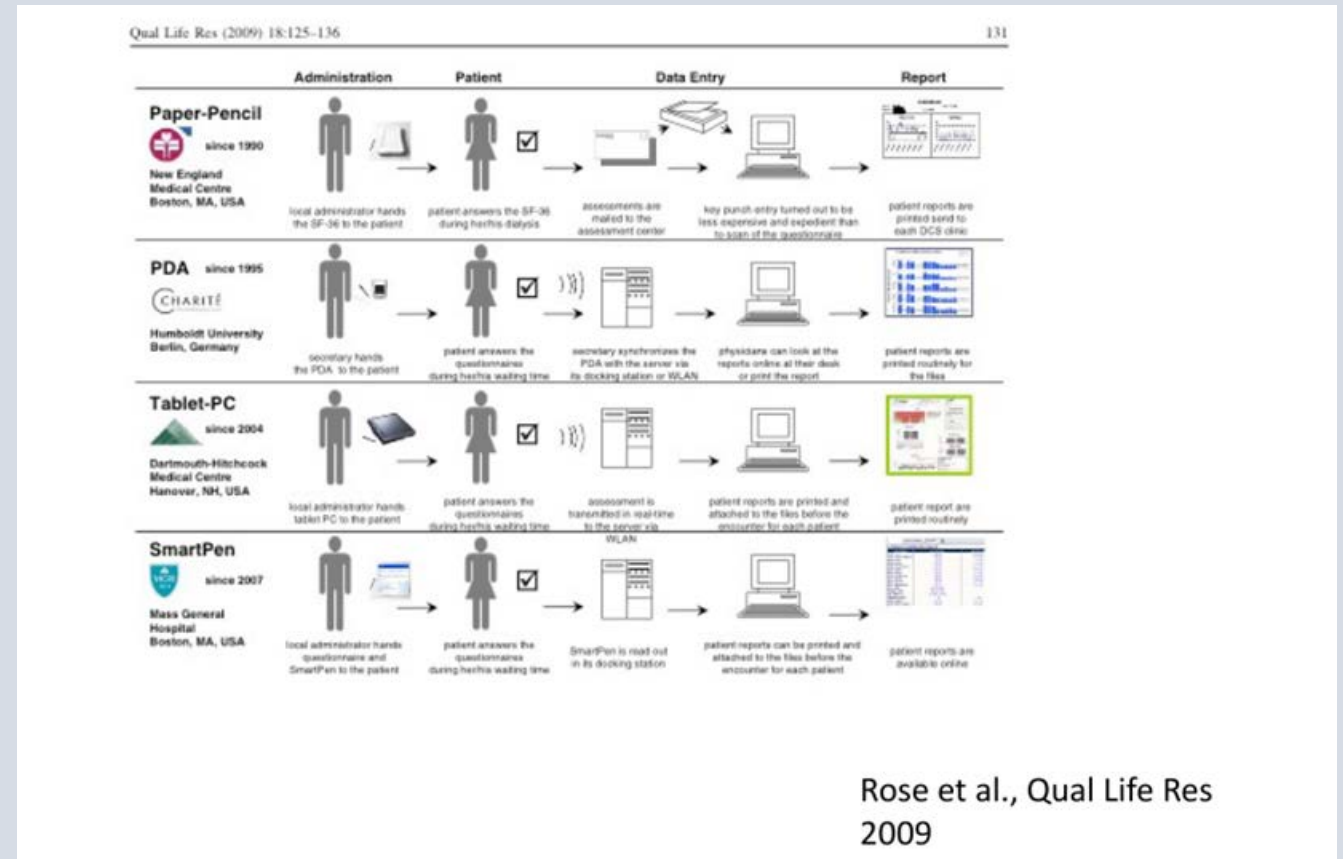 Qual Life Res (2009) 18:125–136 131
Administration Patient Data Entry Report
Paper-Pencil
since 1990
New England
Medical Centre
Boston, MA, USA
local administrator hands
the SF-36 to the patient
patient answers the SF-36
during her/his dialysis
assessments are
mailed to the
assessment center
key punch entry turned out to be
less expensive and expedient than
to scan of the questionnaire
patient reports are
printed send to
each DCS clinic
PDA since 1995
CHARITÉ
Humboldt University
Berlin, Germany
secretary hands
the PDA to the patient
patient answers the
questionnaires
during her/his waiting time
secretary synchronizes the
PDA with the server via
its docking station or WLAN
physicians can look at the
reports online at their desk
or print the report
patient reports are
printed routinely for
the files
Tablet-PC
since 2004
Dartmouth-Hitchcock
Medical Centre
Hanover, NH, USA
local administrator hands
tablet PC to the patient
patient answers the
questionnaires
during her/his waiting time
assessment is
transmitted in real-time
to the server via
WLAN
patient reports are printed and
attached to the files before the
encounter for each patient
patient report are
printed routinely
SmartPen
since 2007
Mass General
Hospital
Boston, MA, USA
local administrator hands
questionnaire and
SmartPen to the patient
patient answers the
questionnaires
during her/his waiting time
SmartPen is read out
in its docking station
patient reports can be printed and
attached to the files before the
encounter for each patient
patient reports are
available online
Rose et al., Qual Life Res
2009